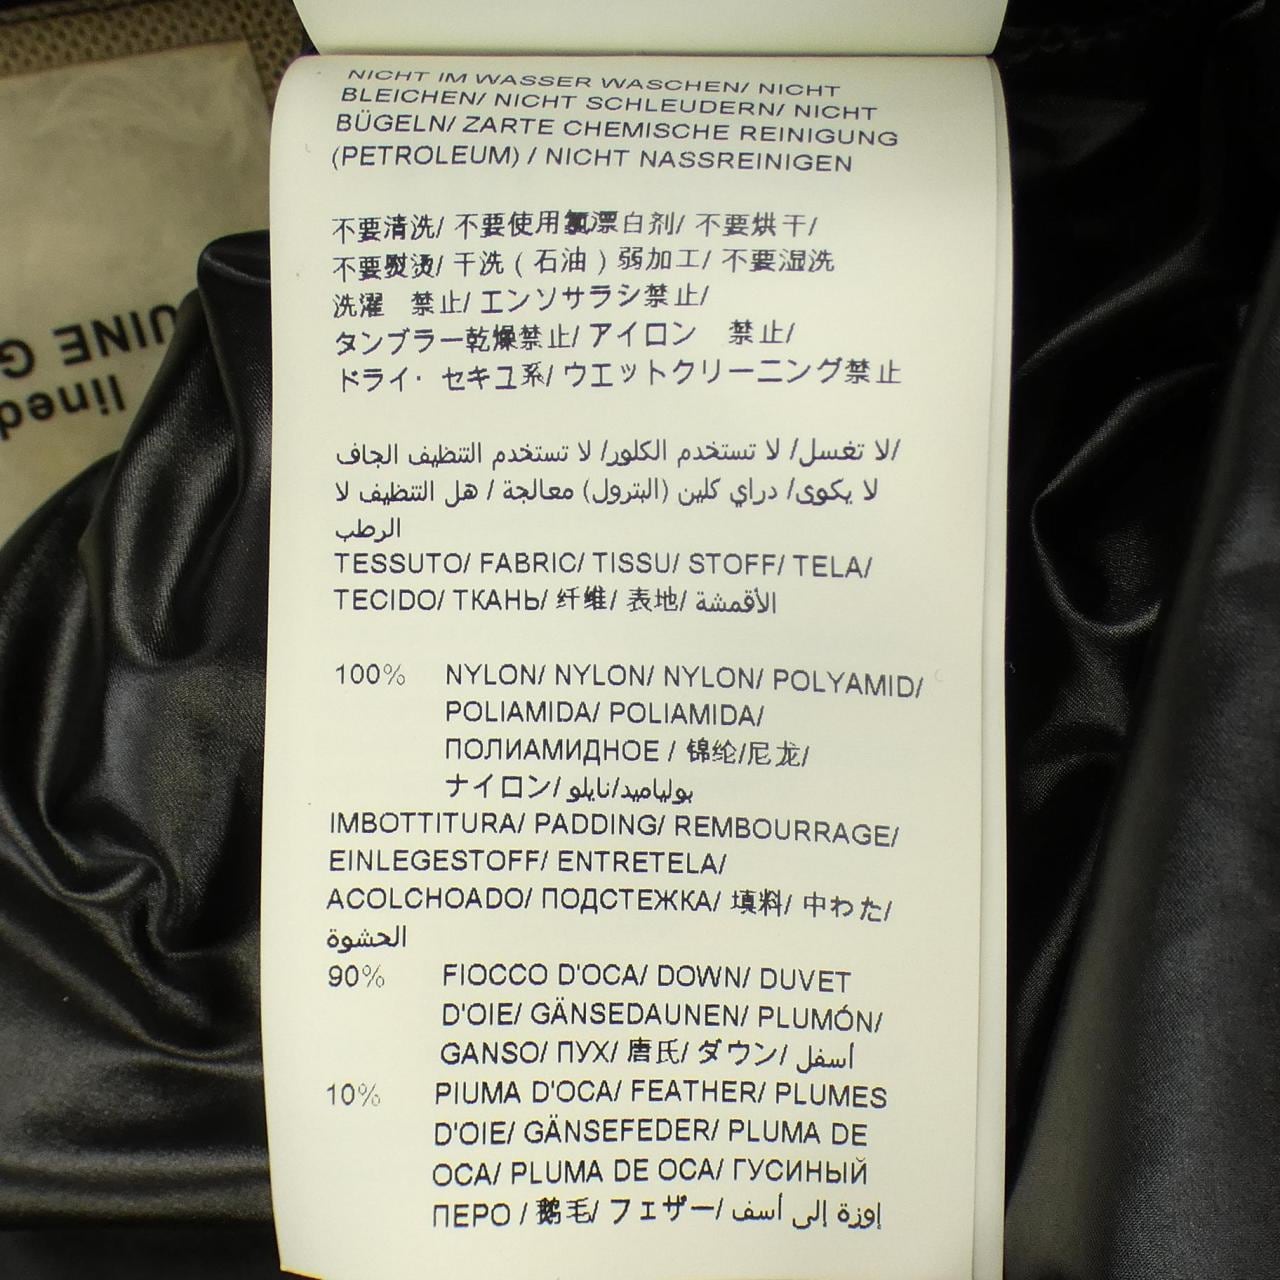 NICHT IM WASSER WASCHEN/ NICHT
BLEICHEN/ NICHT SCHLEUDERN/ NICHT
BÜGELN/ ZARTE CHEMISCHE REINIGUNG
(PETROLEUM) / NICHT NASSREINIGEN
不要清洗/ 不要使用氯漂白剂/ 不要烘干/
不要熨烫/ 干洗 ( 石油 ) 弱加工/ 不要湿洗
洗濯 禁止/ エンソサラシ禁止/
タンブラー乾燥禁止/ アイロン 禁止/
ドライ・ セキユ系/ ウエットクリーニング禁止
لا تغسل/ لا تستخدم الكلور/ لا تستخدم التنظيف الجاف/
لا يكوى/ دراي كلين (البترول) معالجة / هل التنظيف لا
الرطب
TESSUTO/ FABRIC/ TISSU/ STOFF/ TELA/
TECIDO/ ТКАНЬ/ 纤维/ 表地/ الأقمشة
100% NYLON/ NYLON/ NYLON/ POLYAMID/
POLIAMIDA/ POLIAMIDA/
ПОЛИАМИДНОЕ / 锦纶/尼龙/
ナイロン/ بولياميد/نايلو
IMBOTTITURA/ PADDING/ REMBOURRAGE/
EINLEGESTOFF/ ENTRETELA/
ACOLCHOADO/ ПОДСТЕЖКА/ 填料/ 中わた/
الحشوة
90% FIOCCO D'OCA/ DOWN/ DUVET
D'OIE/ GÄNSEDAUNEN/ PLUMÓN/
GANSO/ ПУХ/ 唐氏/ ダウン/ أسفل
10% PIUMA D'OCA/ FEATHER/ PLUMES
D'OIE/ GÄNSEFEDER/ PLUMA DE
OCA/ PLUMA DE OCA/ ГУСИНЫЙ
ПЕРО / 鹅毛/ フェザー/ إوزة إلى أسف
lined